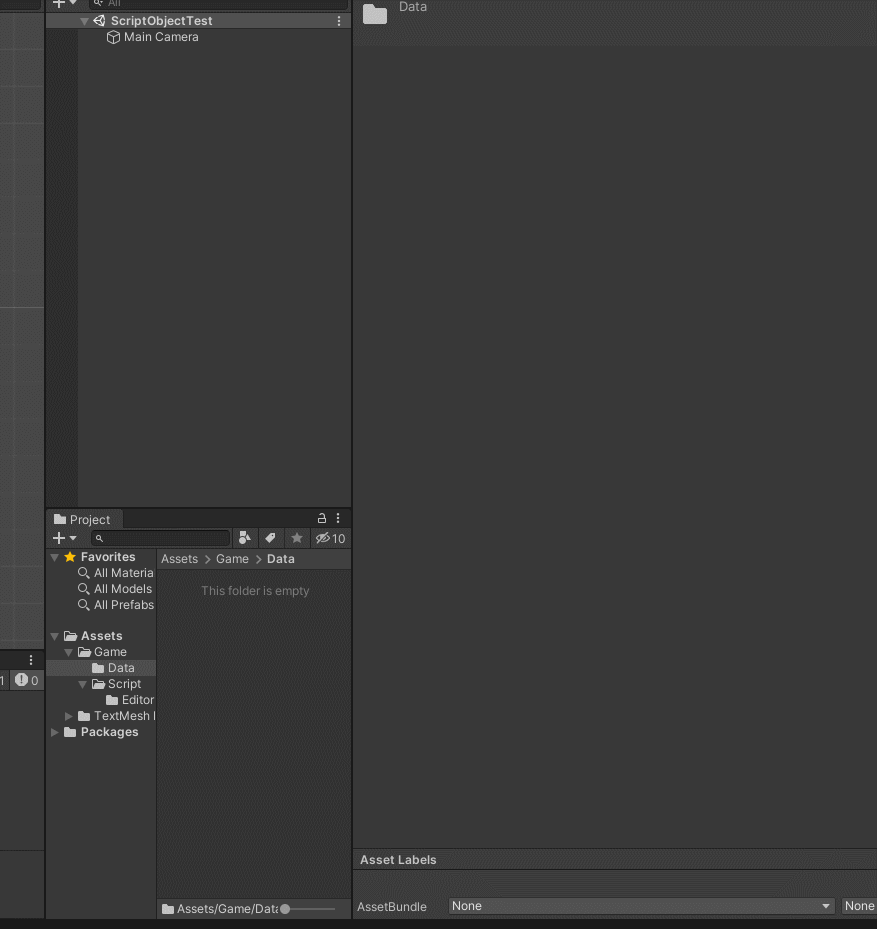 All
ScriptObjectTest
Main Camera
Data
Project
10
Favorites
All Materia
All Models
All Prefabs
Assets
Game
Data
Script
Editor
TextMesh
Packages
Assets > Game > Data
This folder is empty
Assets/Game/Data
1
0
Asset Labels
AssetBundle
None
None